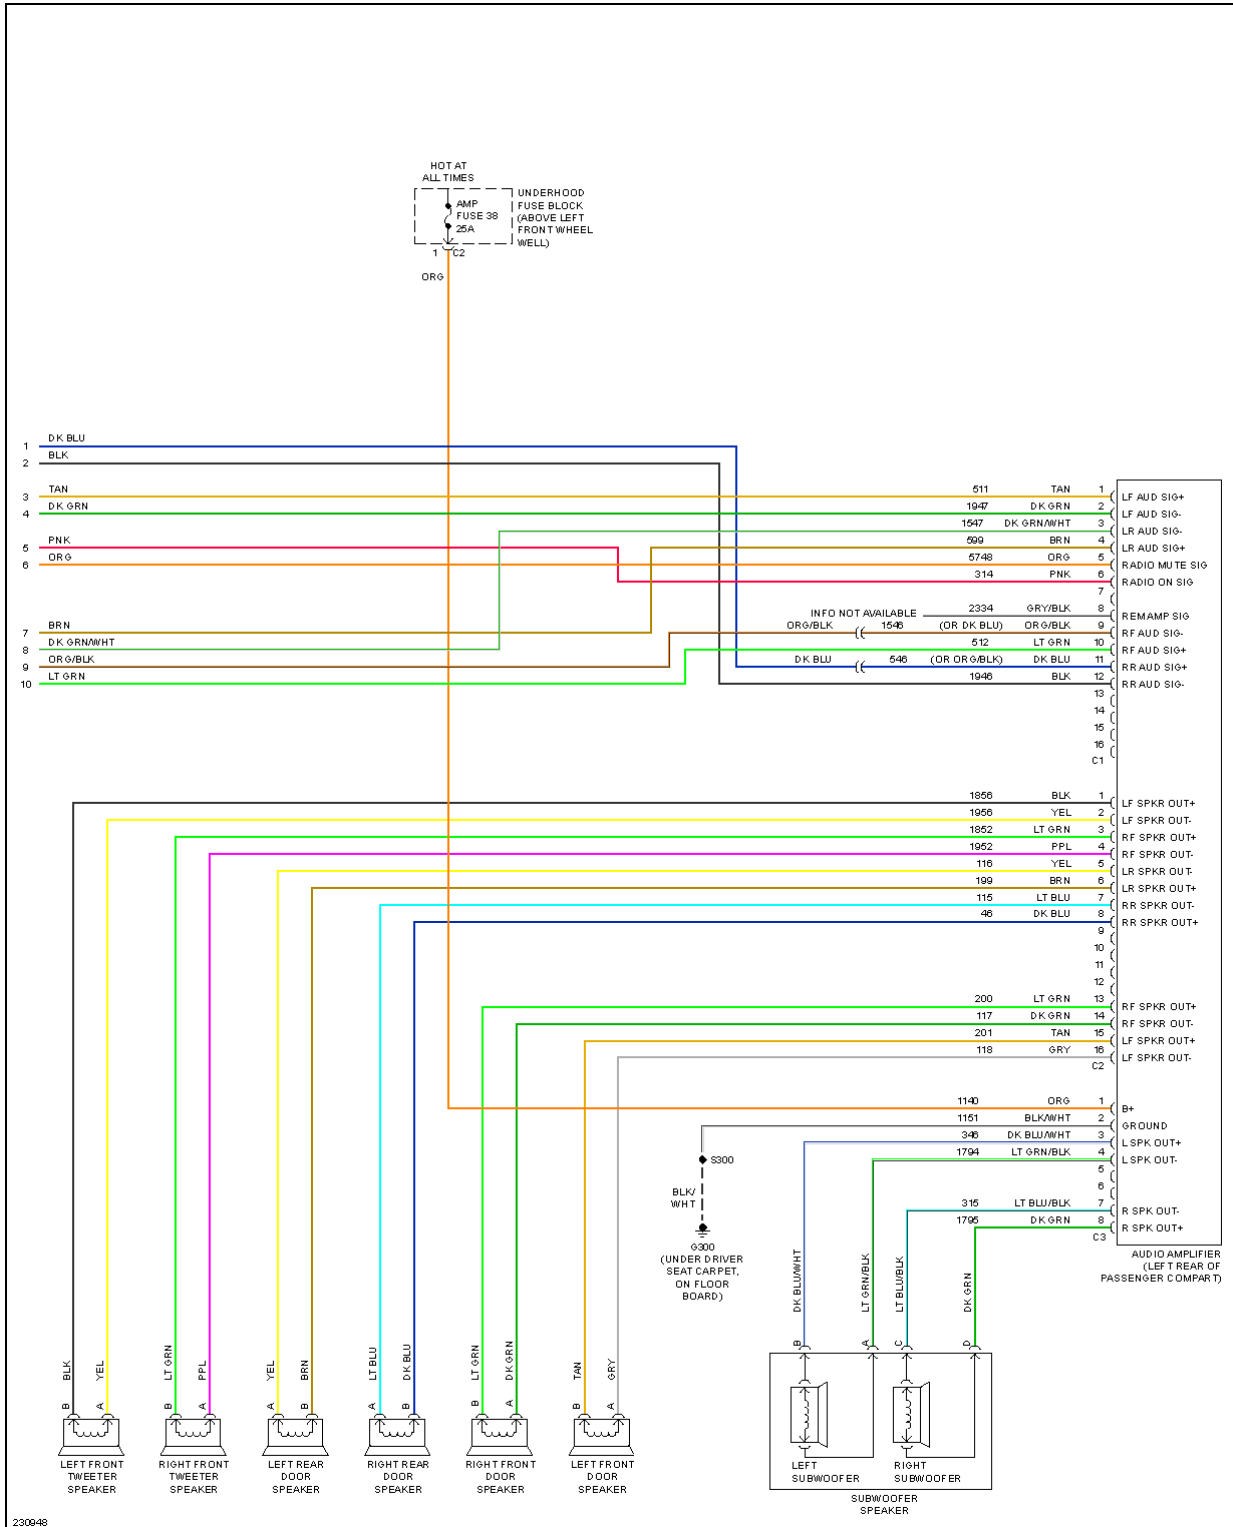 HOT AT
ALL TIMES
AMP
FUSE 38
25A
UNDERHOOD
FUSE BLOCK
(ABOVE LEFT
FRONT WHEEL
WELL)
1 C2
ORG
1 DK BLU
2 BLK
3 TAN 511 TAN 1 LF AUD SIG+
4 DK GRN 1947 DK GRN 2 LF AUD SIG-
1547 DK GRN/WHT 3 LR AUD SIG-
5 PNK 599 BRN 4 LR AUD SIG+
6 ORG 5748 ORG 5 RADIO MUTE SIG
314 PNK 6 RADIO ON SIG
7
INFO NOT AVAILABLE 2334 GRY/BLK 8 REMAMP SIG
7 BRN ORG/BLK 1546 (OR DK BLU) ORG/BLK 9 RF AUD SIG-
8 DK GRN/WHT 512 LT GRN 10 RF AUD SIG+
9 ORG/BLK DK BLU 546 (OR ORG/BLK) DK BLU 11 RR AUD SIG+
10 LT GRN 1946 BLK 12 RR AUD SIG-
13
14
15
16
C1
1856 BLK 1 LF SPKR OUT+
1956 YEL 2 LF SPKR OUT-
1852 LT GRN 3 RF SPKR OUT+
1952 PPL 4 RF SPKR OUT-
116 YEL 5 LR SPKR OUT-
199 BRN 6 LR SPKR OUT+
115 LT BLU 7 RR SPKR OUT-
46 DK BLU 8 RR SPKR OUT+
9
10
11
12
200 LT GRN 13 RF SPKR OUT+
117 DK GRN 14 RF SPKR OUT-
201 TAN 15 LF SPKR OUT+
118 GRY 16 LF SPKR OUT-
C2
1140 ORG 1 B+
1151 BLK/WHT 2 GROUND
346 DK BLU/WHT 3 L SPK OUT+
1794 LT GRN/BLK 4 L SPK OUT-
5
6
315 LT BLU/BLK 7 R SPK OUT-
1795 DK GRN 8 R SPK OUT+
C3
AUDIO AMPLIFIER
(LEFT REAR OF
PASSENGER COMPART)
S300
BLK/
WHT
G300
(UNDER DRIVER
SEAT CARPET,
ON FLOOR
BOARD)
DK BLU/WHT LT GRN/BLK LT BLU/BLK DK GRN
B A C D
BLK YEL LT GRN PPL YEL BRN LT BLU DK BLU LT GRN DK GRN TAN GRY
B A B A A B A B B A B A
LEFT FRONT
TWEETER
SPEAKER
RIGHT FRONT
TWEETER
SPEAKER
LEFT REAR
DOOR
SPEAKER
RIGHT REAR
DOOR
SPEAKER
RIGHT FRONT
DOOR
SPEAKER
LEFT FRONT
DOOR
SPEAKER
LEFT
SUBWOOFER
RIGHT
SUBWOOFER
SUBWOOFER
SPEAKER
230948